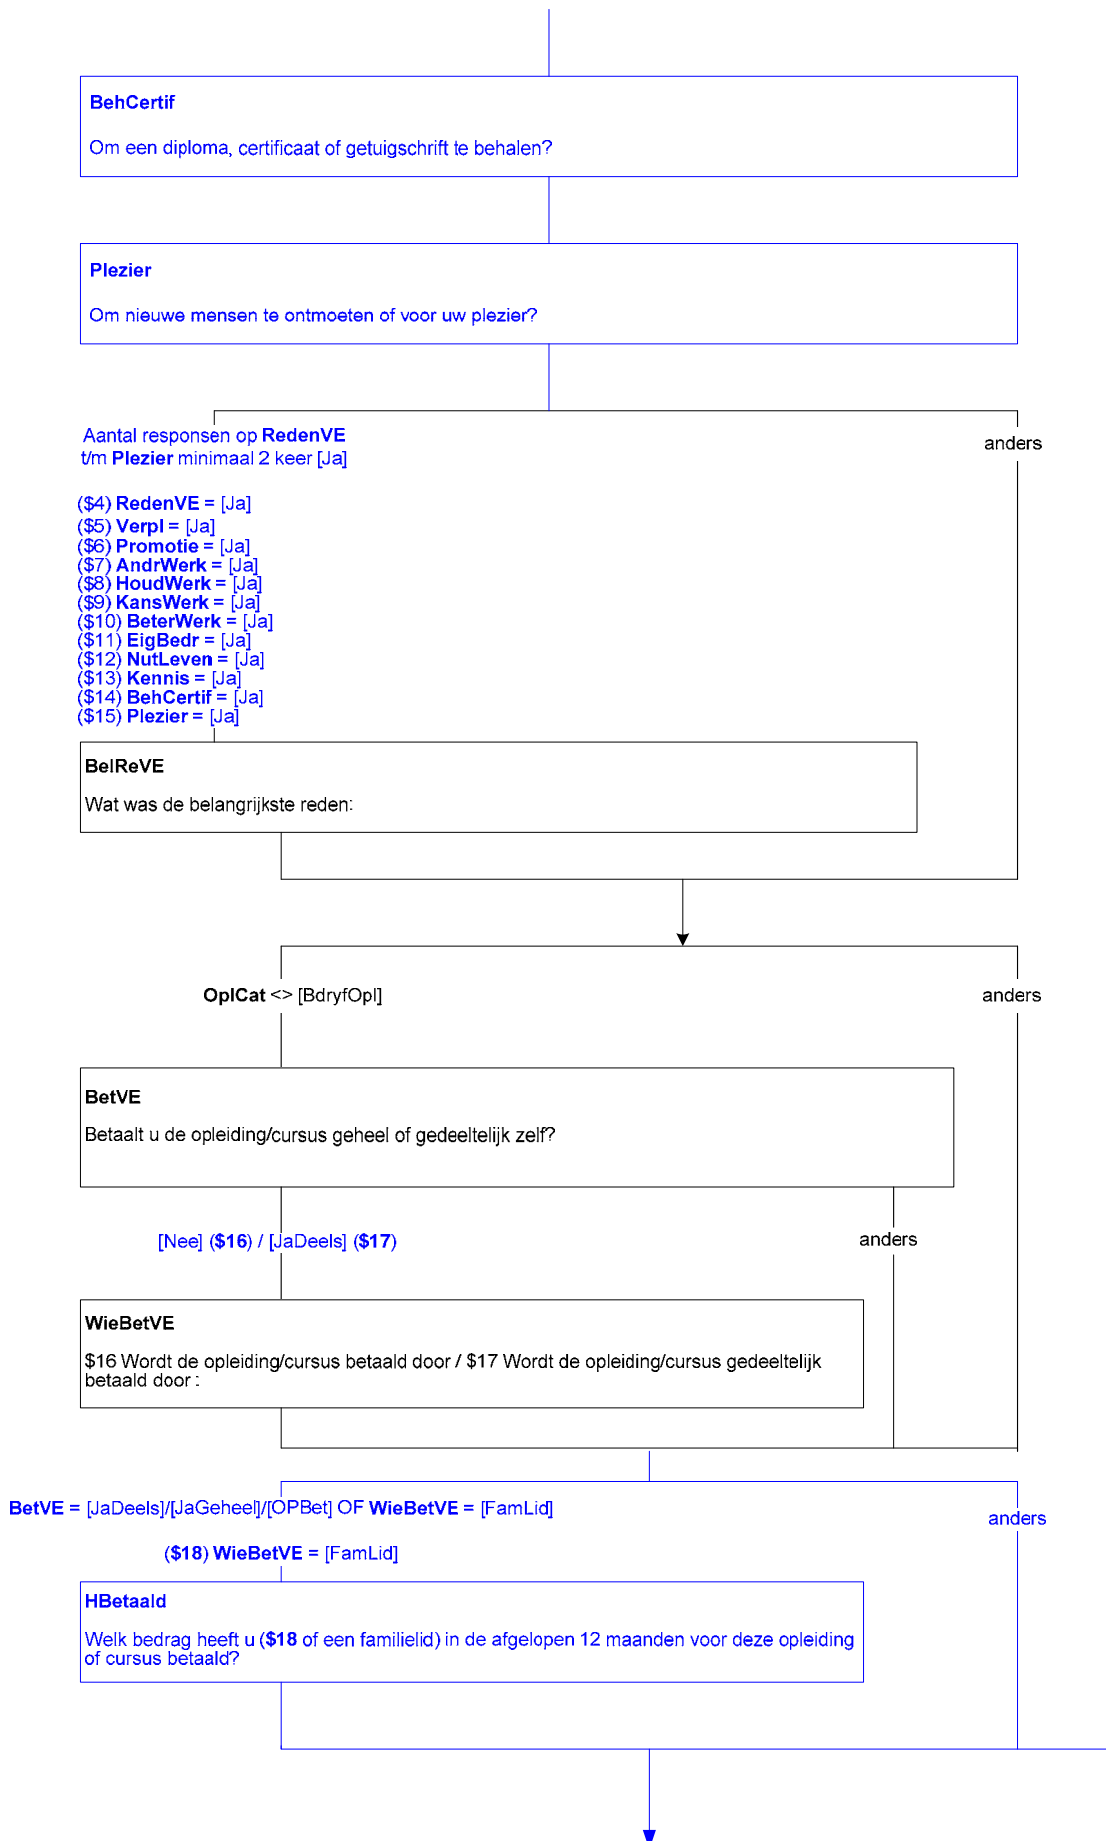 BehCertif
Om een diploma, certificaat of getuigschrift te behalen?
Plezier
Om nieuwe mensen te ontmoeten of voor uw plezier?
Aantal responsen op RedenVE
t/m Plezier minimaal 2 keer [Ja]
anders
($4) RedenVE = [Ja]
($5) Verpl = [Ja]
($6) Promotie = [Ja]
($7) AndrWerk = [Ja]
($8) HoudWerk = [Ja]
($9) KansWerk = [Ja]
($10) BeterWerk = [Ja]
($11) EigBedr = [Ja]
($12) NutLeven = [Ja]
($13) Kennis = [Ja]
($14) BehCertif = [Ja]
($15) Plezier = [Ja]
BelReVE
Wat was de belangrijkste reden:
OplCat <> [BdryfOpl]
anders
BetVE
Betaalt u de opleiding/cursus geheel of gedeeltelijk zelf?
[Nee] ($16) / [JaDeels] ($17)
anders
WieBetVE
$16 Wordt de opleiding/cursus betaald door / $17 Wordt de opleiding/cursus gedeeltelijk
betaald door :
BetVE = [JaDeels]/[JaGeheel]/[OPBet] OF WieBetVE = [FamLid]
anders
($18) WieBetVE = [FamLid]
HBetaald
Welk bedrag heeft u ($18 of een familielid) in de afgelopen 12 maanden voor deze opleiding
of cursus betaald?